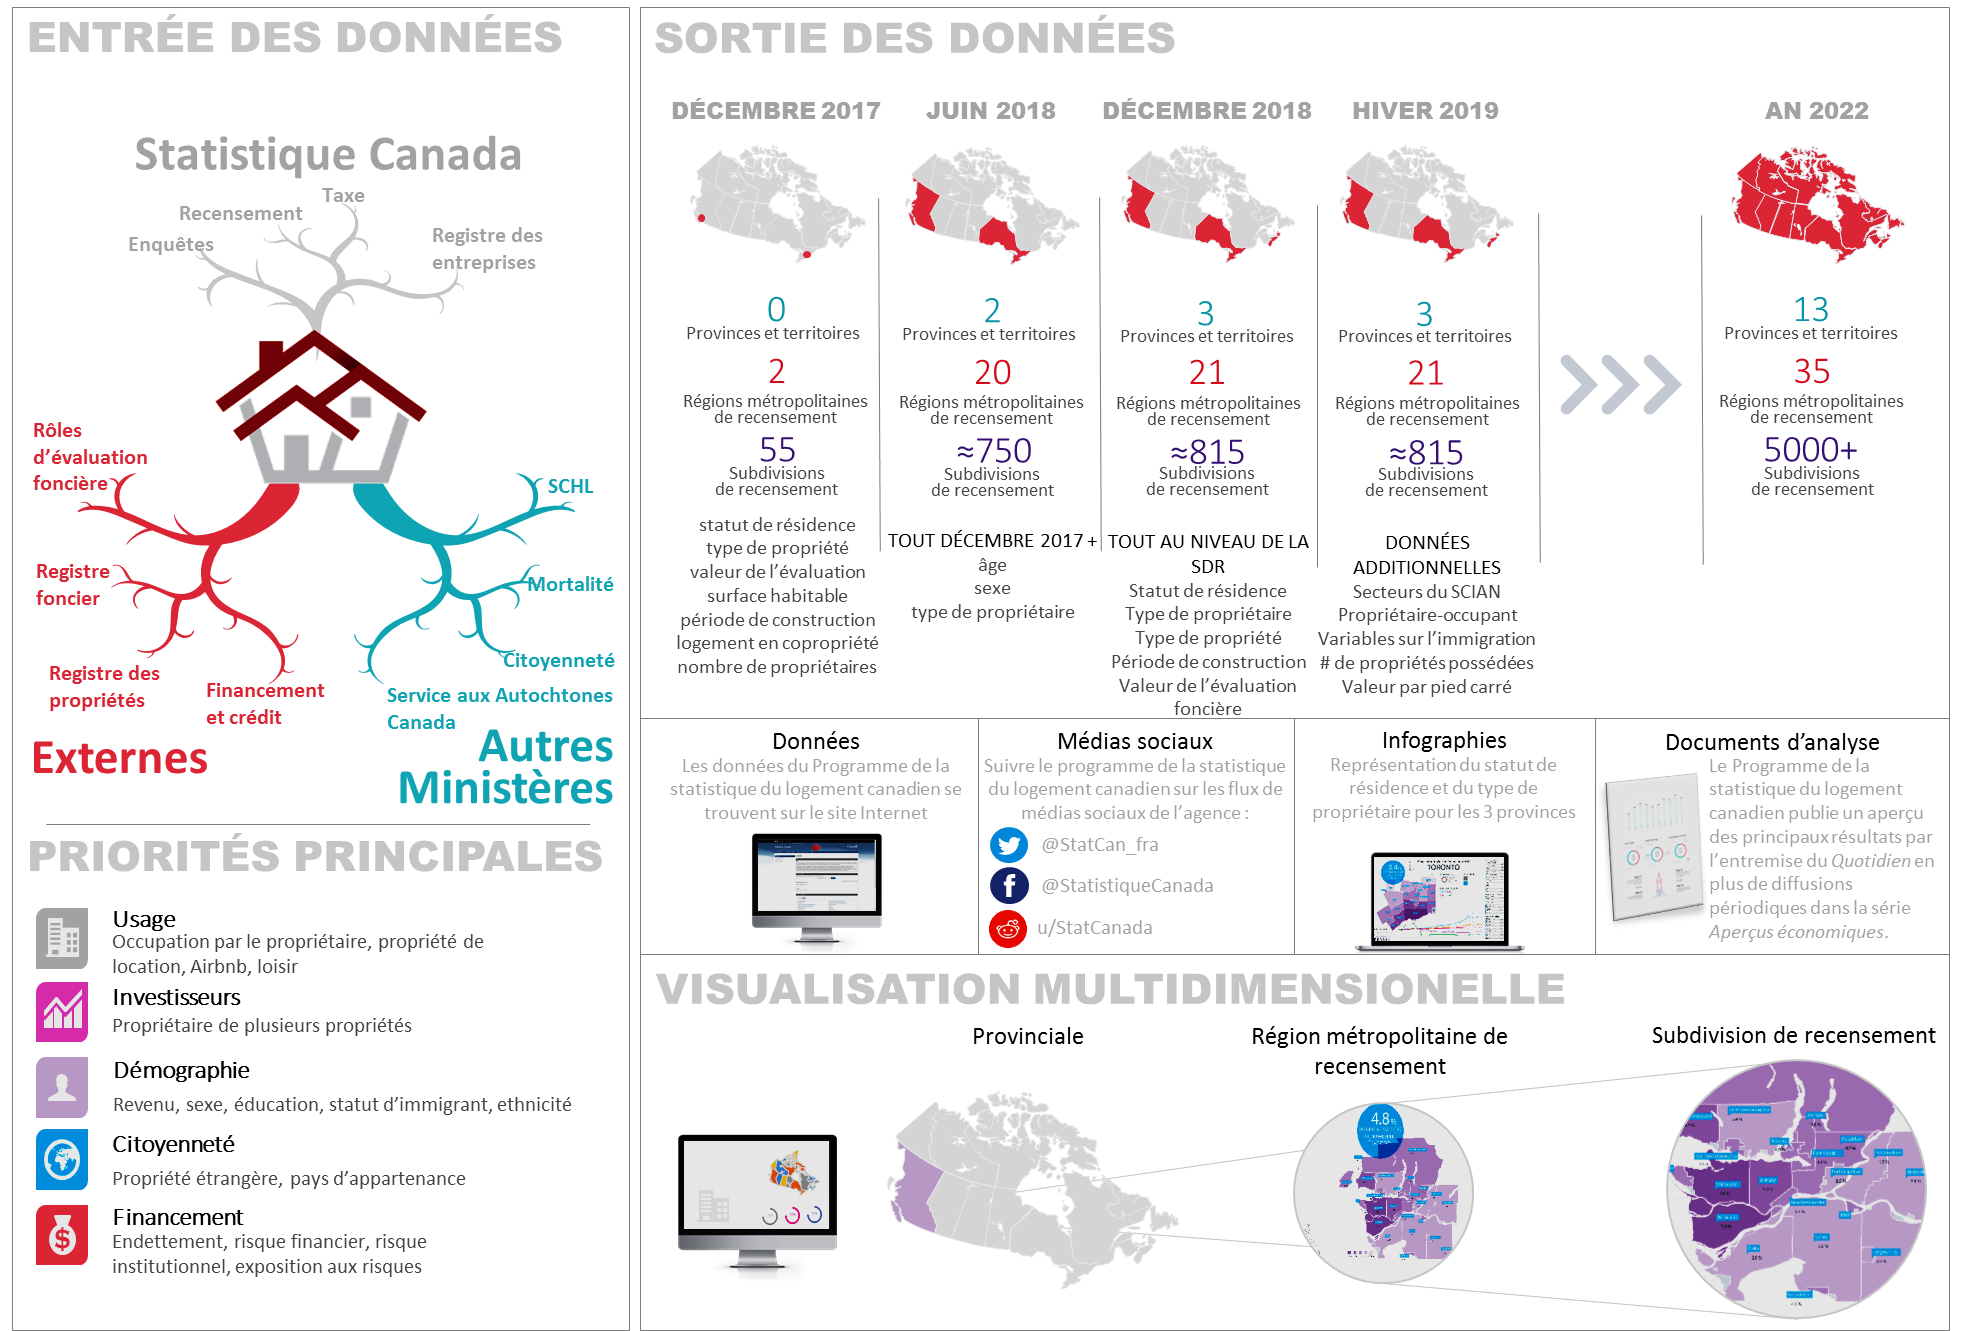 ENTRÉE DES DONNÉES
Statistique Canada
Taxe
Recensement
Enquêtes
Registre des
entreprises
Rôles
d’évaluation
foncière
Registre
foncier
Registre des
propriétés
Financement
et crédit
Externes
SCHL
Mortalité
Citoyenneté
Service aux Autochtones
Canada
Autres
Ministères
PRIORITÉS PRINCIPALES
Usage
Occupation par le propriétaire, propriété de
location, Airbnb, loisir
Investisseurs
Propriétaire de plusieurs propriétés
Démographie
Revenu, sexe, éducation, statut d’immigrant, ethnicité
Citoyenneté
Propriété étrangère, pays d’appartenance
Financement
Endettement, risque financier, risque
institutionnel, exposition aux risques
SORTIE DES DONNÉES
DÉCEMBRE 2017
0
Provinces et territoires
2
Régions métropolitaines
de recensement
55
Subdivisions
de recensement
statut de résidence
type de propriété
valeur de l’évaluation
surface habitable
période de construction
logement en copropriété
nombre de propriétaires
JUIN 2018
2
Provinces et territoires
20
Régions métropolitaines
de recensement
≈750
Subdivisions
de recensement
TOUT DÉCEMBRE 2017 +
âge
sexe
type de propriétaire
DÉCEMBRE 2018
3
Provinces et territoires
21
Régions métropolitaines
de recensement
≈815
Subdivisions
de recensement
TOUT AU NIVEAU DE LA
SDR
Statut de résidence
Type de propriétaire
Type de propriété
Période de construction
Valeur de l’évaluation
foncière
HIVER 2019
3
Provinces et territoires
21
Régions métropolitaines
de recensement
≈815
Subdivisions
de recensement
DONNÉES
ADDITIONNELLES
Secteurs du SCIAN
Propriétaire-occupant
Variables sur l’immigration
# de propriétés possédées
Valeur par pied carré
AN 2022
13
Provinces et territoires
35
Régions métropolitaines
de recensement
5000+
Subdivisions
de recensement
Données
Les données du Programme de la
statistique du logement canadien se
trouvent sur le site Internet
Médias sociaux
Suivre le programme de la statistique
du logement canadien sur les flux de
médias sociaux de l’agence :
@StatCan_fra
@StatistiqueCanada
u/StatCanada
Infographies
Représentation du statut de
résidence et du type de
propriétaire pour les 3 provinces
TORONTO
Documents d’analyse
Le Programme de la
statistique du logement
canadien publie un aperçu
des principaux résultats par
l’entremise du Quotidien en
plus de diffusions
périodiques dans la série
Aperçus économiques.
VISUALISATION MULTIDIMENSIONELLE
Provinciale
Région métropolitaine de
recensement
4.8%
Subdivision de recensement